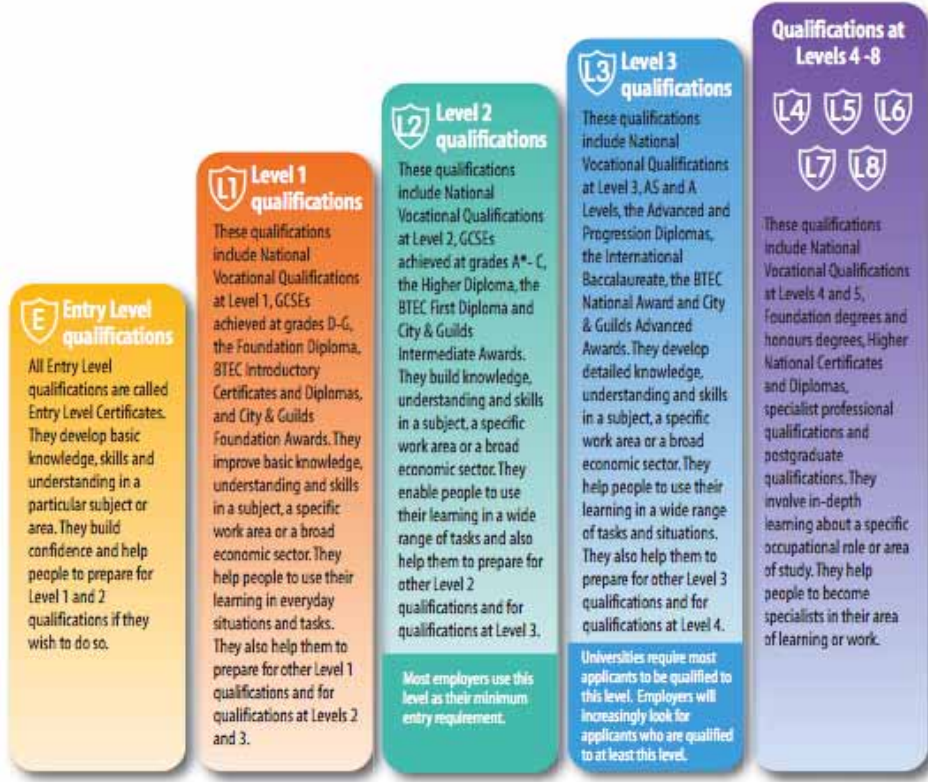 E
Entry Level
qualifications
All Entry Level
qualifications are called
Entry Level Certificates.
They develop basic
knowledge, skills and
understanding in a
particular subject or
area. They build
confidence and help
people to prepare for
Level 1 and 2
qualifications if they
wish to do so.
L1
Level 1
qualifications
These qualifications
include National
Vocational Qualifications
at Level 1, GCSEs
achieved at grades D-G,
the Foundation Diploma,
BTEC Introductory
Certificates and Diplomas,
and City & Guilds
Foundation Awards. They
improve basic knowledge,
understanding and skills
in a subject, a specific
work area or a broad
economic sector. They
help people to use their
learning in everyday
situations and tasks.
They also help them to
prepare for other Level 1
qualifications and for
qualifications at Levels 2
and 3.
L2
Level 2
qualifications
These qualifications
include National
Vocational Qualifications
at Level 2, GCSEs
achieved at grades A*- C,
the Higher Diploma, the
BTEC First Diploma and
City & Guilds
Intermediate Awards.
They build knowledge,
understanding and skills
in a subject, a specific
work area or a broad
economic sector. They
enable people to use
their learning in a wide
range of tasks and also
help them to prepare for
other Level 2
qualifications and for
qualifications at Level 3.
Most employers use this
level as their minimum
entry requirement.
L3
Level 3
qualifications
These qualifications
include National
Vocational Qualifications
at Level 3, AS and A
Levels, the Advanced and
Progression Diplomas,
the International
Baccalaureate, the BTEC
National Award and City
& Guilds Advanced
Awards. They develop
detailed knowledge,
understanding and skills
in a subject, a specific
work area or a broad
economic sector. They
help people to use their
learning in a wide range
of tasks and situations.
They also help them to
prepare for other Level 3
qualifications and for
qualifications at Level 4.
Universities require most
applicants to be qualified to
this level. Employers will
increasingly look for
applicants who are qualified
to at least this level.
Qualifications at
Levels 4 -8
L4 L5 L6
L7 L8
These qualifications
include National
Vocational Qualifications
at Levels 4 and 5,
Foundation degrees and
honours degrees, Higher
National Certificates
and Diplomas,
specialist professional
qualifications and
postgraduate
qualifications. They
involve in-depth
learning about a specific
occupational role or area
of study. They help
people to become
specialists in their area
of learning or work.